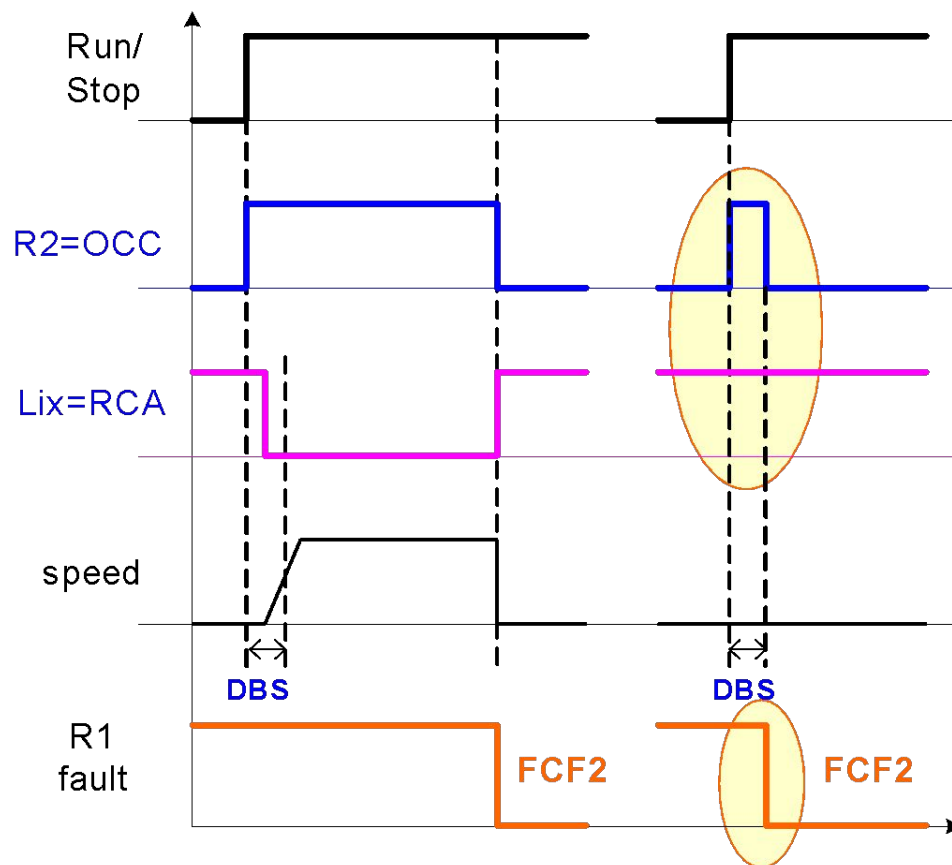 Run/
Stop
R2=OCC
Lix=RCA
speed
DBS
DBS
R1
fault
FCF2
FCF2